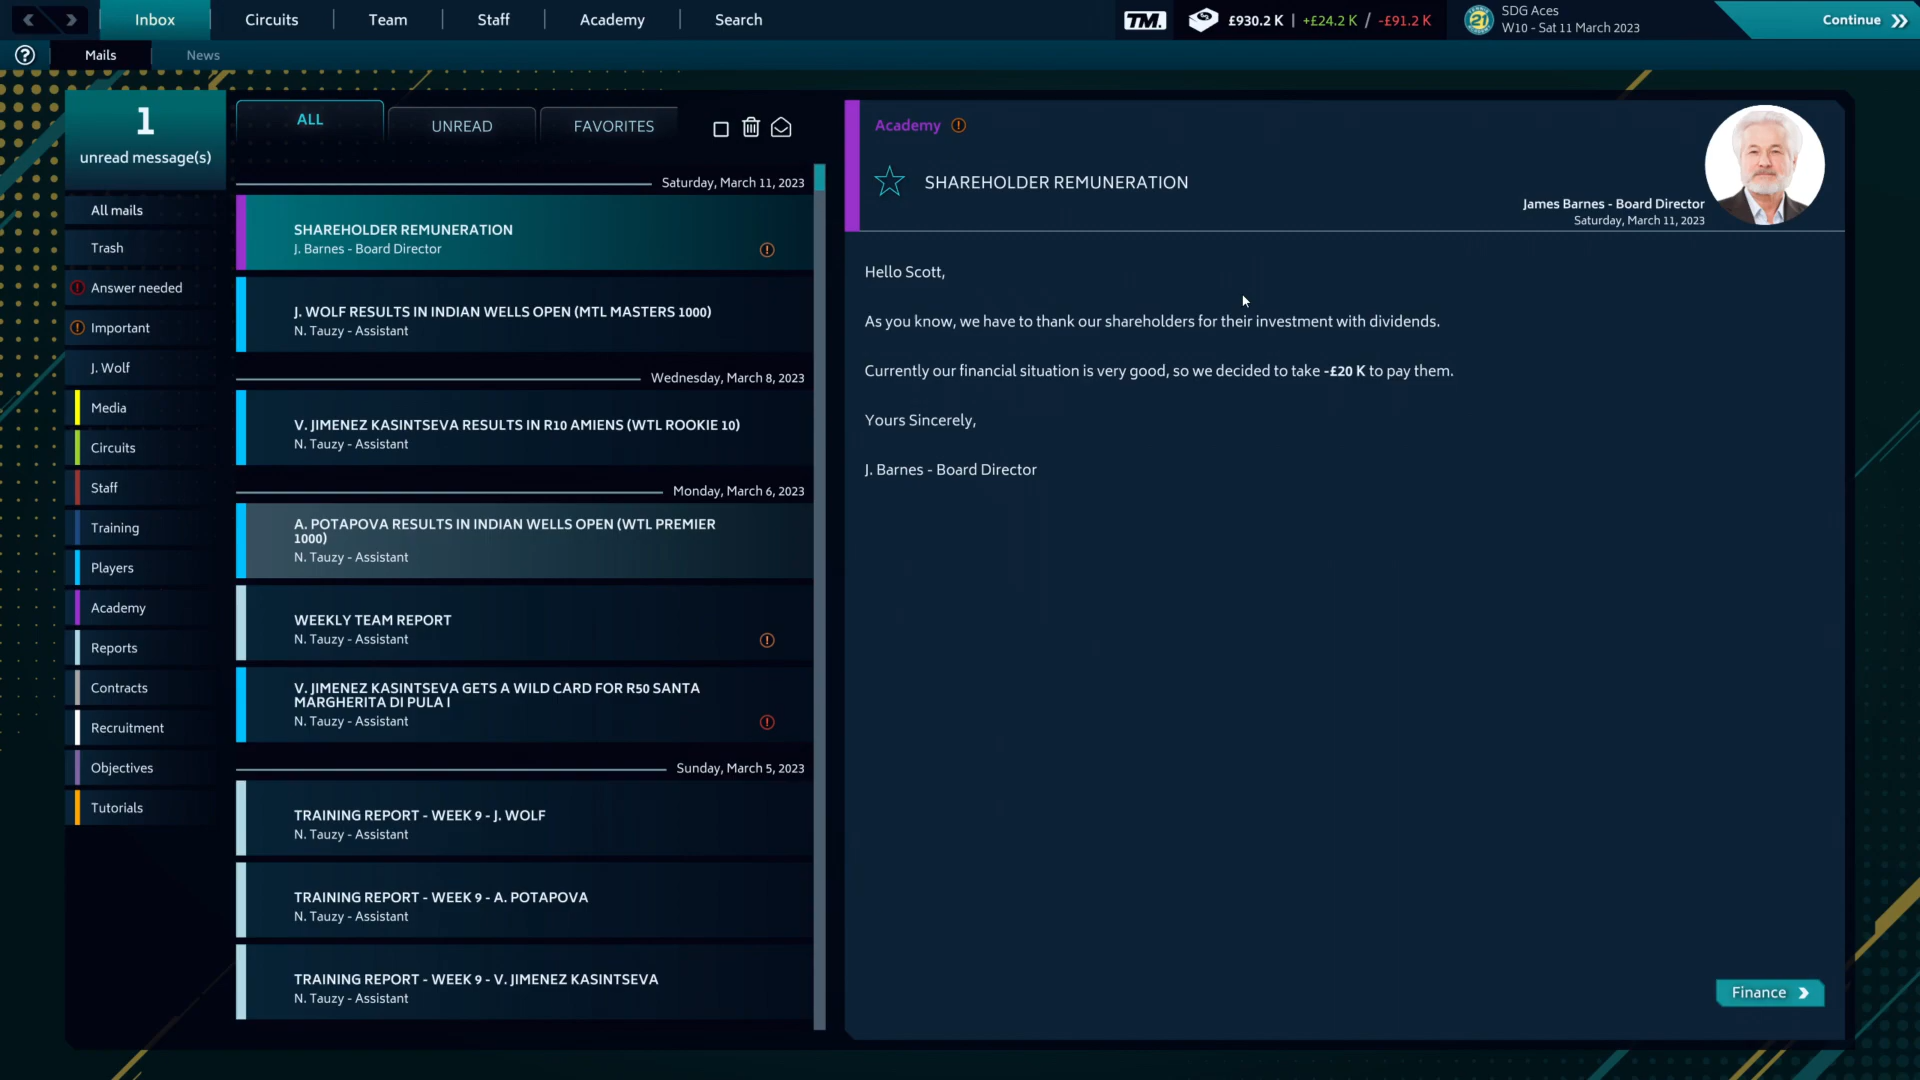 Inbox
Circuits
Team
Staff
Academy
Search
TM.
£930.2 K | +£24.2 K / -£91.2 K
21
SDG Aces
W10 - Sat 11 March 2023
Continue
?
Mails
News
1
unread message(s)
All mails
Trash
Answer needed
Important
J. Wolf
Media
Circuits
Staff
Training
Players
Academy
Reports
Contracts
Recruitment
Objectives
Tutorials
ALL
UNREAD
FAVORITES
Saturday, March 11, 2023
SHAREHOLDER REMUNERATION
J. Barnes - Board Director
J. WOLF RESULTS IN INDIAN WELLS OPEN (MTL MASTERS 1000)
N. Tauzy - Assistant
Wednesday, March 8, 2023
V. JIMENEZ KASINTSEVA RESULTS IN R10 AMIENS (WTL ROOKIE 10)
N. Tauzy - Assistant
Monday, March 6, 2023
A. POTAPOVA RESULTS IN INDIAN WELLS OPEN (WTL PREMIER
1000)
N. Tauzy - Assistant
WEEKLY TEAM REPORT
N. Tauzy - Assistant
V. JIMENEZ KASINTSEVA GETS A WILD CARD FOR R50 SANTA
MARGHERITA DI PULA I
N. Tauzy - Assistant
Sunday, March 5, 2023
TRAINING REPORT - WEEK 9 - J. WOLF
N. Tauzy - Assistant
TRAINING REPORT - WEEK 9 - A. POTAPOVA
N. Tauzy - Assistant
TRAINING REPORT - WEEK 9 - V. JIMENEZ KASINTSEVA
N. Tauzy - Assistant
Academy
SHAREHOLDER REMUNERATION
James Barnes - Board Director
Saturday, March 11, 2023
Hello Scott,
As you know, we have to thank our shareholders for their investment with dividends.
Currently our financial situation is very good, so we decided to take -£20 K to pay them.
Yours Sincerely,
J. Barnes - Board Director
Finance